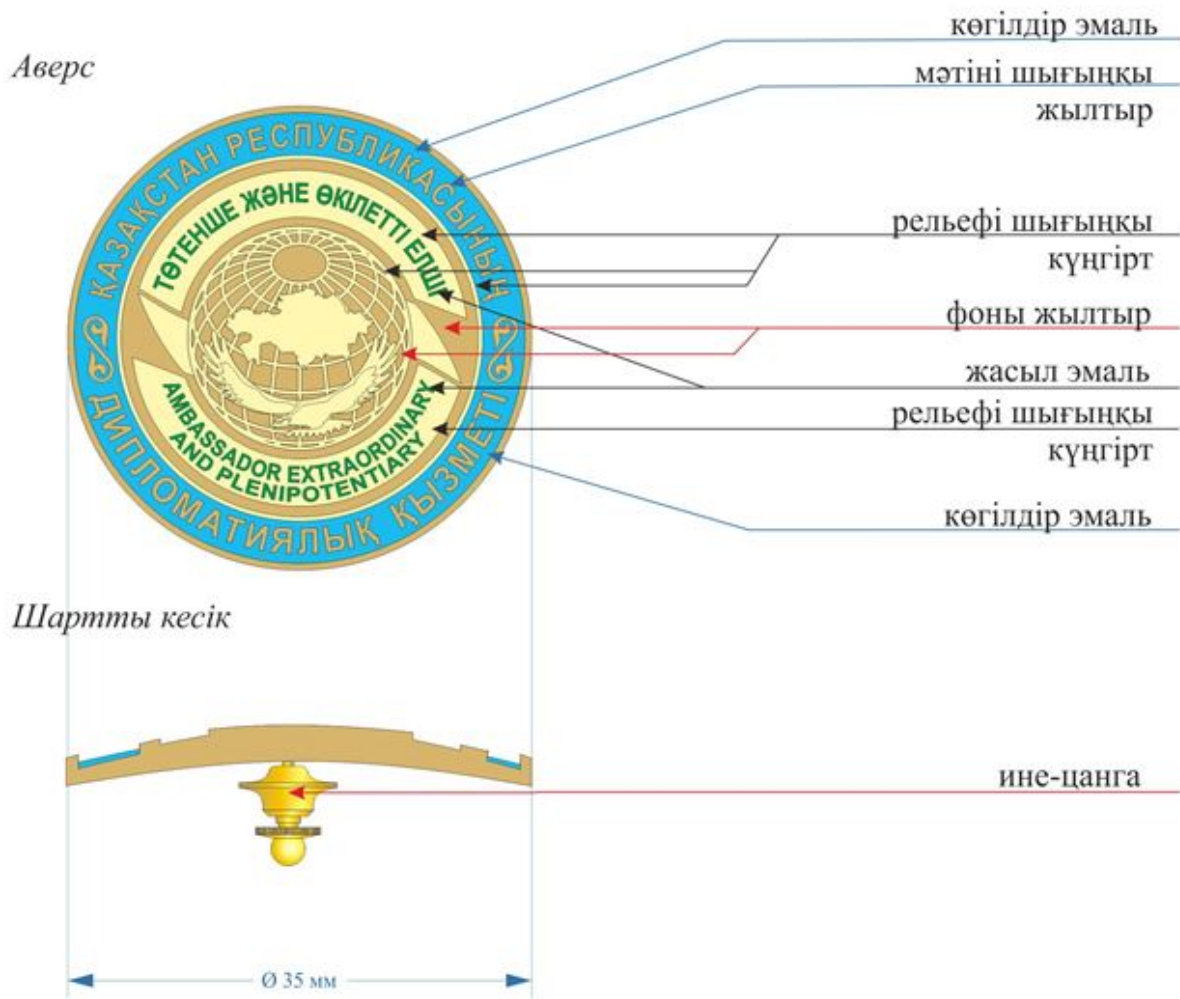 Аверс
көгілдір эмаль
мәтіні шығыңқы
жылтыр
ҚАЗАҚСТАН РЕСПУБЛИКАСЫНЫҢ
ТӨТЕНШЕ ЖӘНЕ ӨКІЛЕТТІ ЕЛШІ
рельефі шығыңқы
күңгірт
фоны жылтыр
жасыл эмаль
AMBASSADOR EXTRAORDINARY
AND PLENIPOTENTIARY
рельефі шығыңқы
күңгірт
ДИПЛОМАТИЯЛЫҚ ҚЫЗМЕТІ
көгілдір эмаль
Шартты кесік
ине-цанга
Ø 35 мм